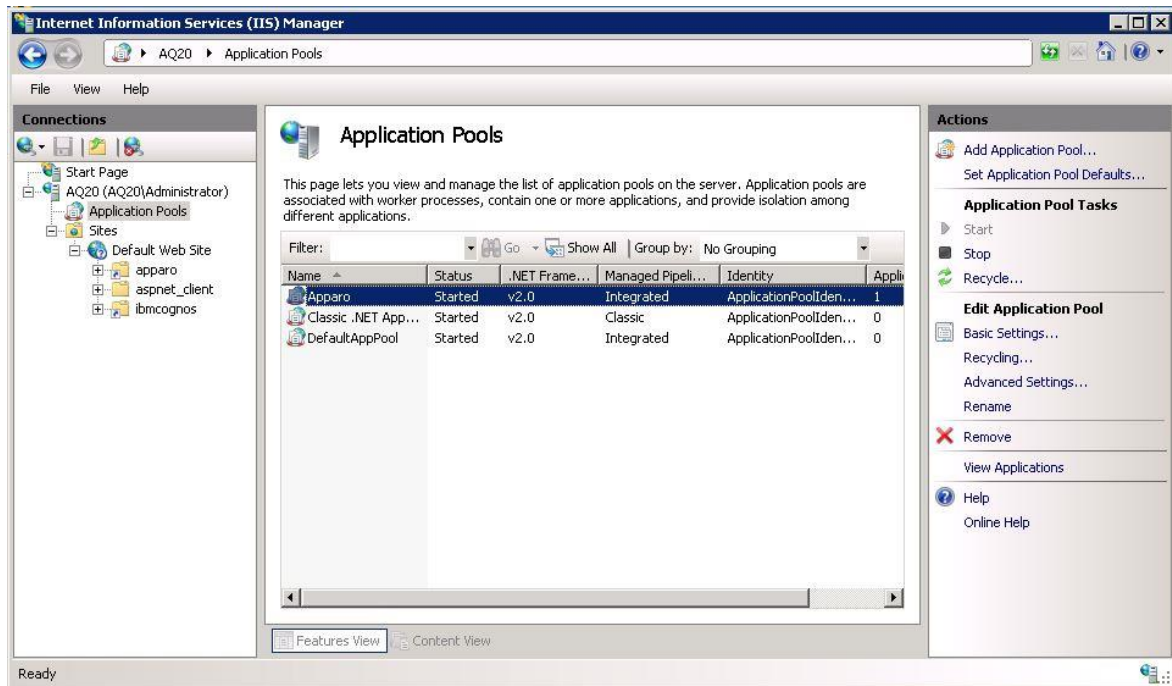 Internet Information Services (IIS) Manager
AQ20 Application Pools
File View Help
Connections
Start Page
AQ20 (AQ20\Administrator)
Application Pools
Sites
Default Web Site
apparo
aspnet_client
ibmcognos
Application Pools
This page lets you view and manage the list of application pools on the server. Application pools are
associated with worker processes, contain one or more applications, and provide isolation among
different applications.
Filter: Go Show All Group by: No Grouping
Name Status .NET Frame... Managed Pipeli... Identity Appli
Apparo Started v2.0 Integrated ApplicationPoolIden... 1
Classic .NET App... Started v2.0 Classic ApplicationPoolIden... 0
DefaultAppPool Started v2.0 Integrated ApplicationPoolIden... 0
Features View Content View
Actions
Add Application Pool...
Set Application Pool Defaults...
Application Pool Tasks
Start
Stop
Recycle...
Edit Application Pool
Basic Settings...
Recycling...
Advanced Settings...
Rename
Remove
View Applications
Help
Online Help
Ready